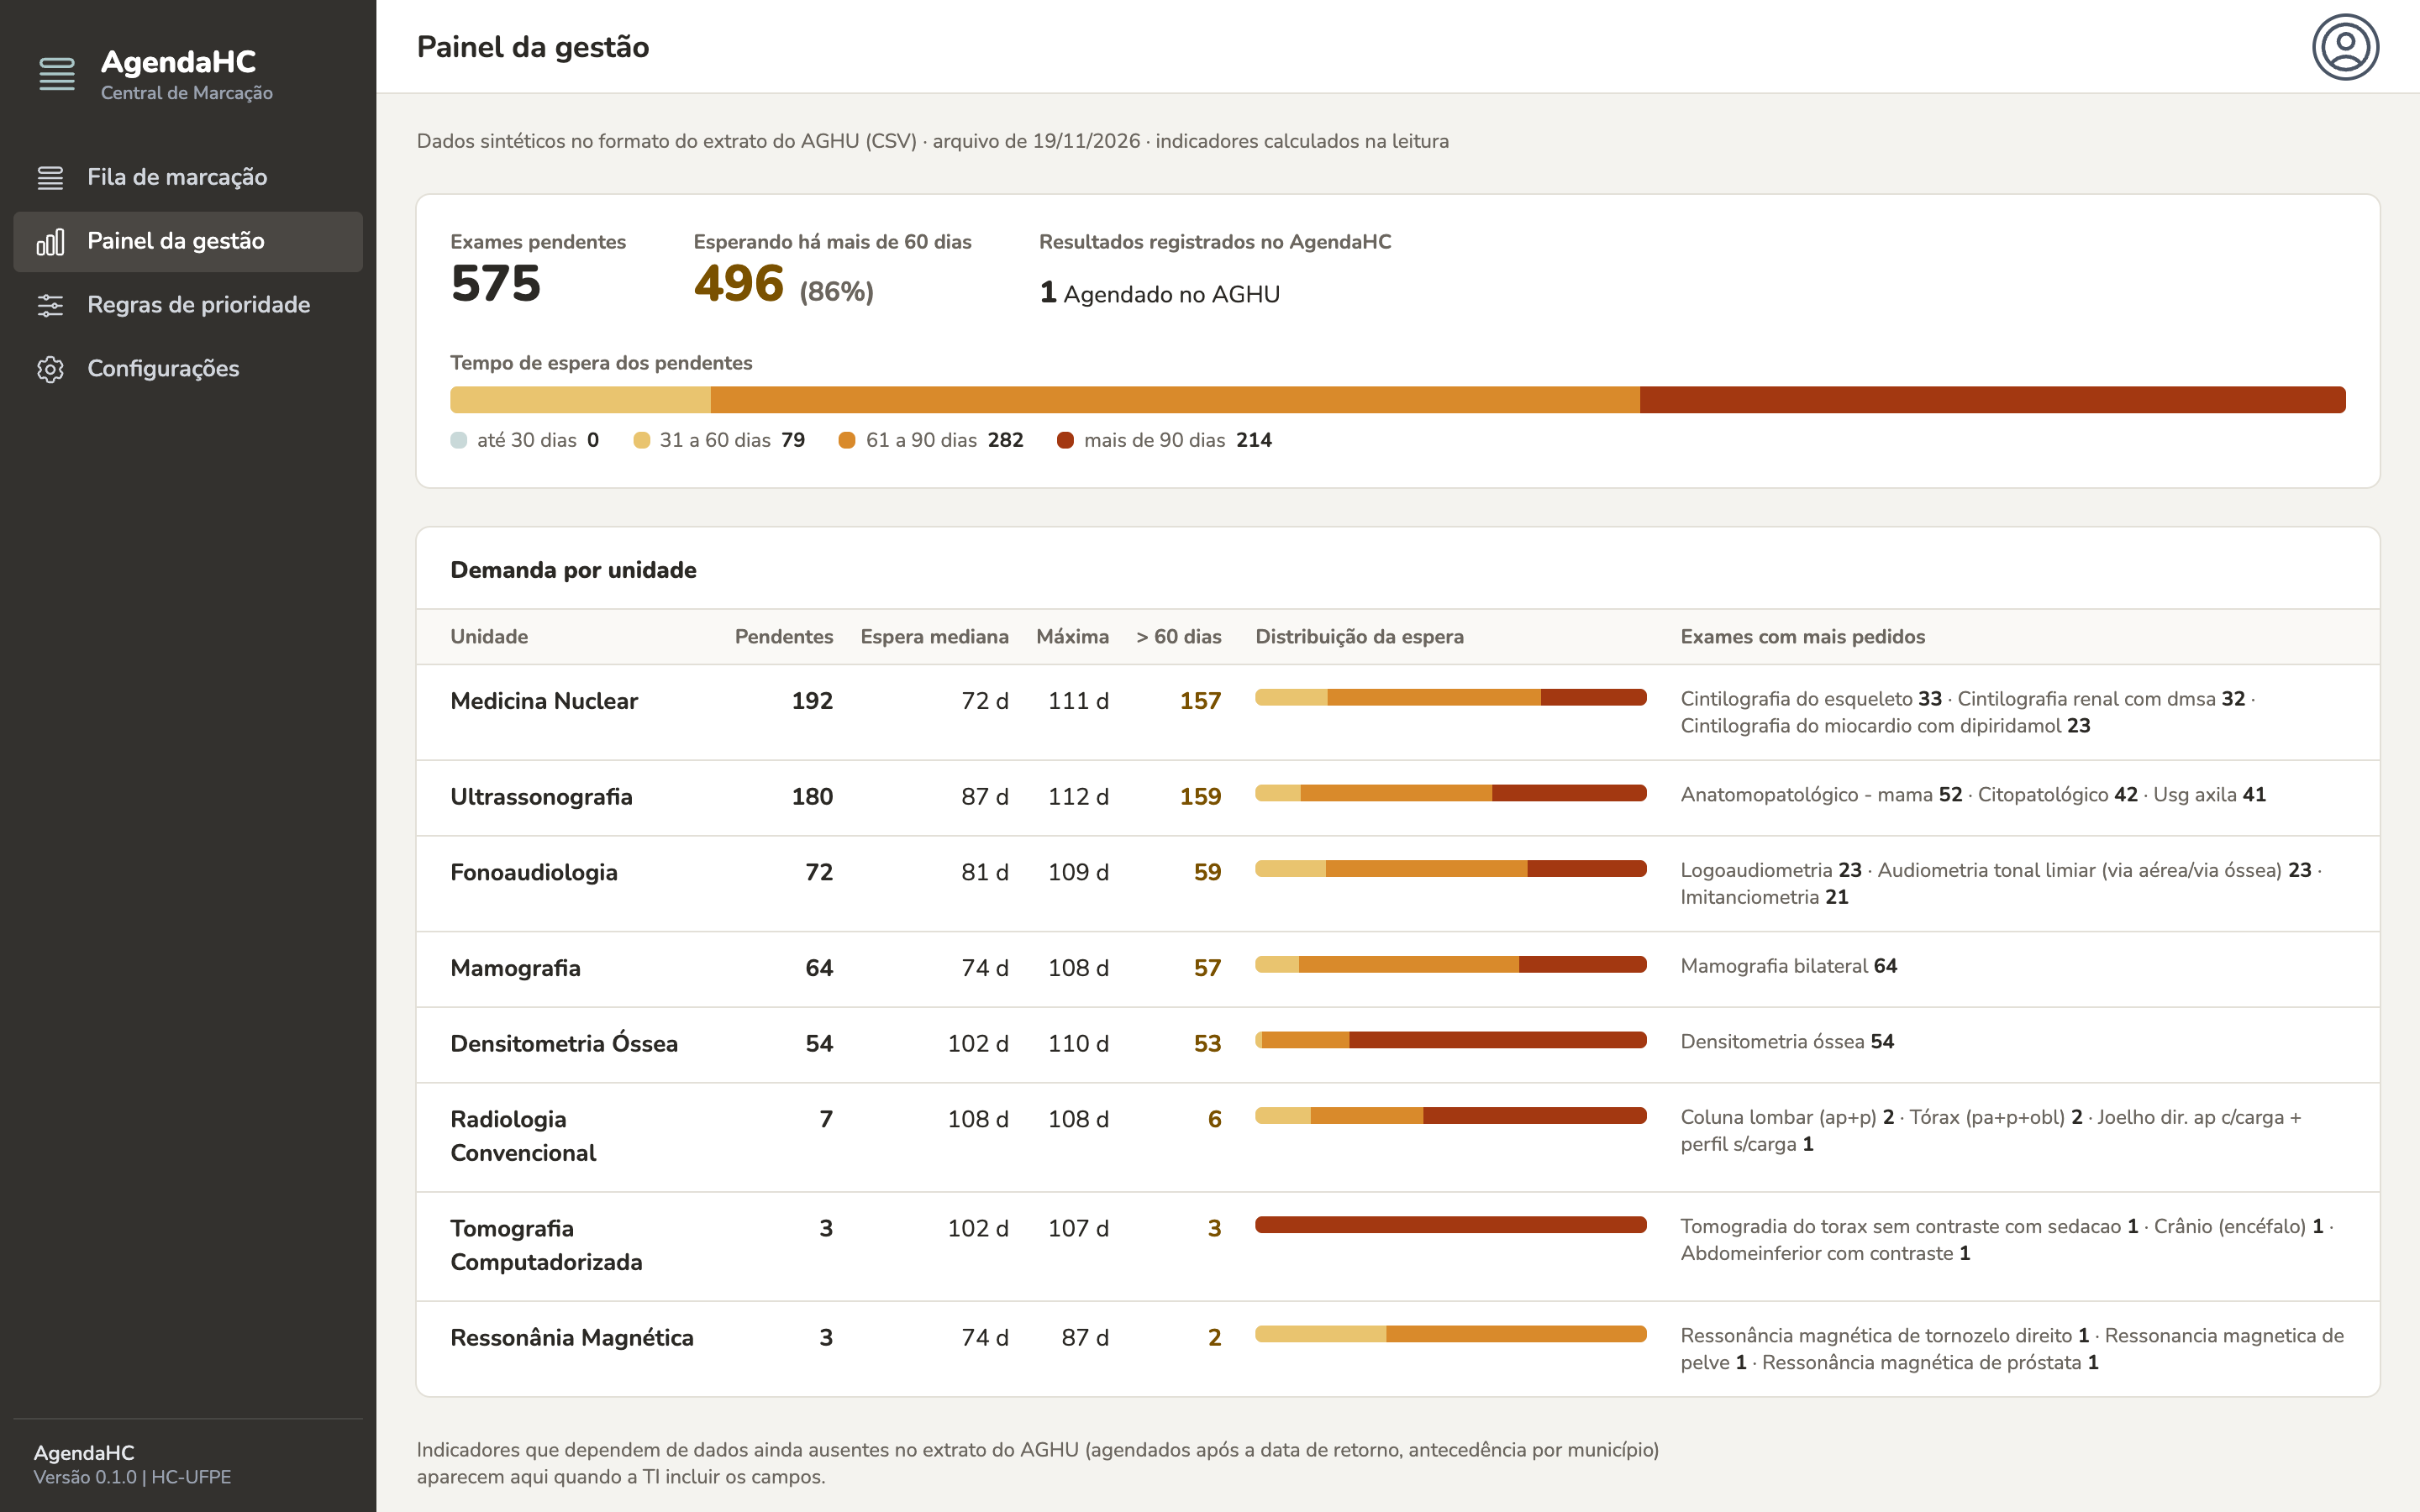 AgendaHC
Central de Marcação
Fila de marcação
Painel da gestão
Regras de prioridade
Configurações
AgendaHC
Versão 0.1.0 | HC-UFPE
Painel da gestão
Dados sintéticos no formato do extrato do AGHU (CSV) · arquivo de 19/11/2026 · indicadores calculados na leitura
Exames pendentes
575
Esperando há mais de 60 dias
496 (86%)
Resultados registrados no AgendaHC
1 Agendado no AGHU
Tempo de espera dos pendentes
até 30 dias 0
31 a 60 dias 79
61 a 90 dias 282
mais de 90 dias 214
Demanda por unidade
Unidade Pendentes Espera mediana Máxima > 60 dias Distribuição da espera Exames com mais pedidos
Medicina Nuclear 192 72 d 111 d 157 Cintilografia do esqueleto 33 · Cintilografia renal com dmsa 32 ·
Cintilografia do miocardio com dipiridamol 23
Ultrassonografia 180 87 d 112 d 159 Anatomopatológico - mama 52 · Citopatológico 42 · Usg axila 41
Fonoaudiologia 72 81 d 109 d 59 Logoaudiometria 23 · Audiometria tonal limiar (via aérea/via óssea) 23 ·
Imitanciometria 21
Mamografia 64 74 d 108 d 57 Mamografia bilateral 64
Densitometria Óssea 54 102 d 110 d 53 Densitometria óssea 54
Radiologia 7 108 d 108 d 6 Coluna lombar (ap+p) 2 · Tórax (pa+p+obl) 2 · Joelho dir. ap c/carga +
Convencional perfil s/carga 1
Tomografia 3 102 d 107 d 3 Tomogradia do torax sem contraste com sedacao 1 · Crânio (encéfalo) 1 ·
Computadorizada Abdomeinferior com contraste 1
Ressonânia Magnética 3 74 d 87 d 2 Ressonância magnética de tornozelo direito 1 · Ressonancia magnetica de
pelve 1 · Ressonância magnética de próstata 1
Indicadores que dependem de dados ainda ausentes no extrato do AGHU (agendados após a data de retorno, antecedência por município)
aparecem aqui quando a TI incluir os campos.